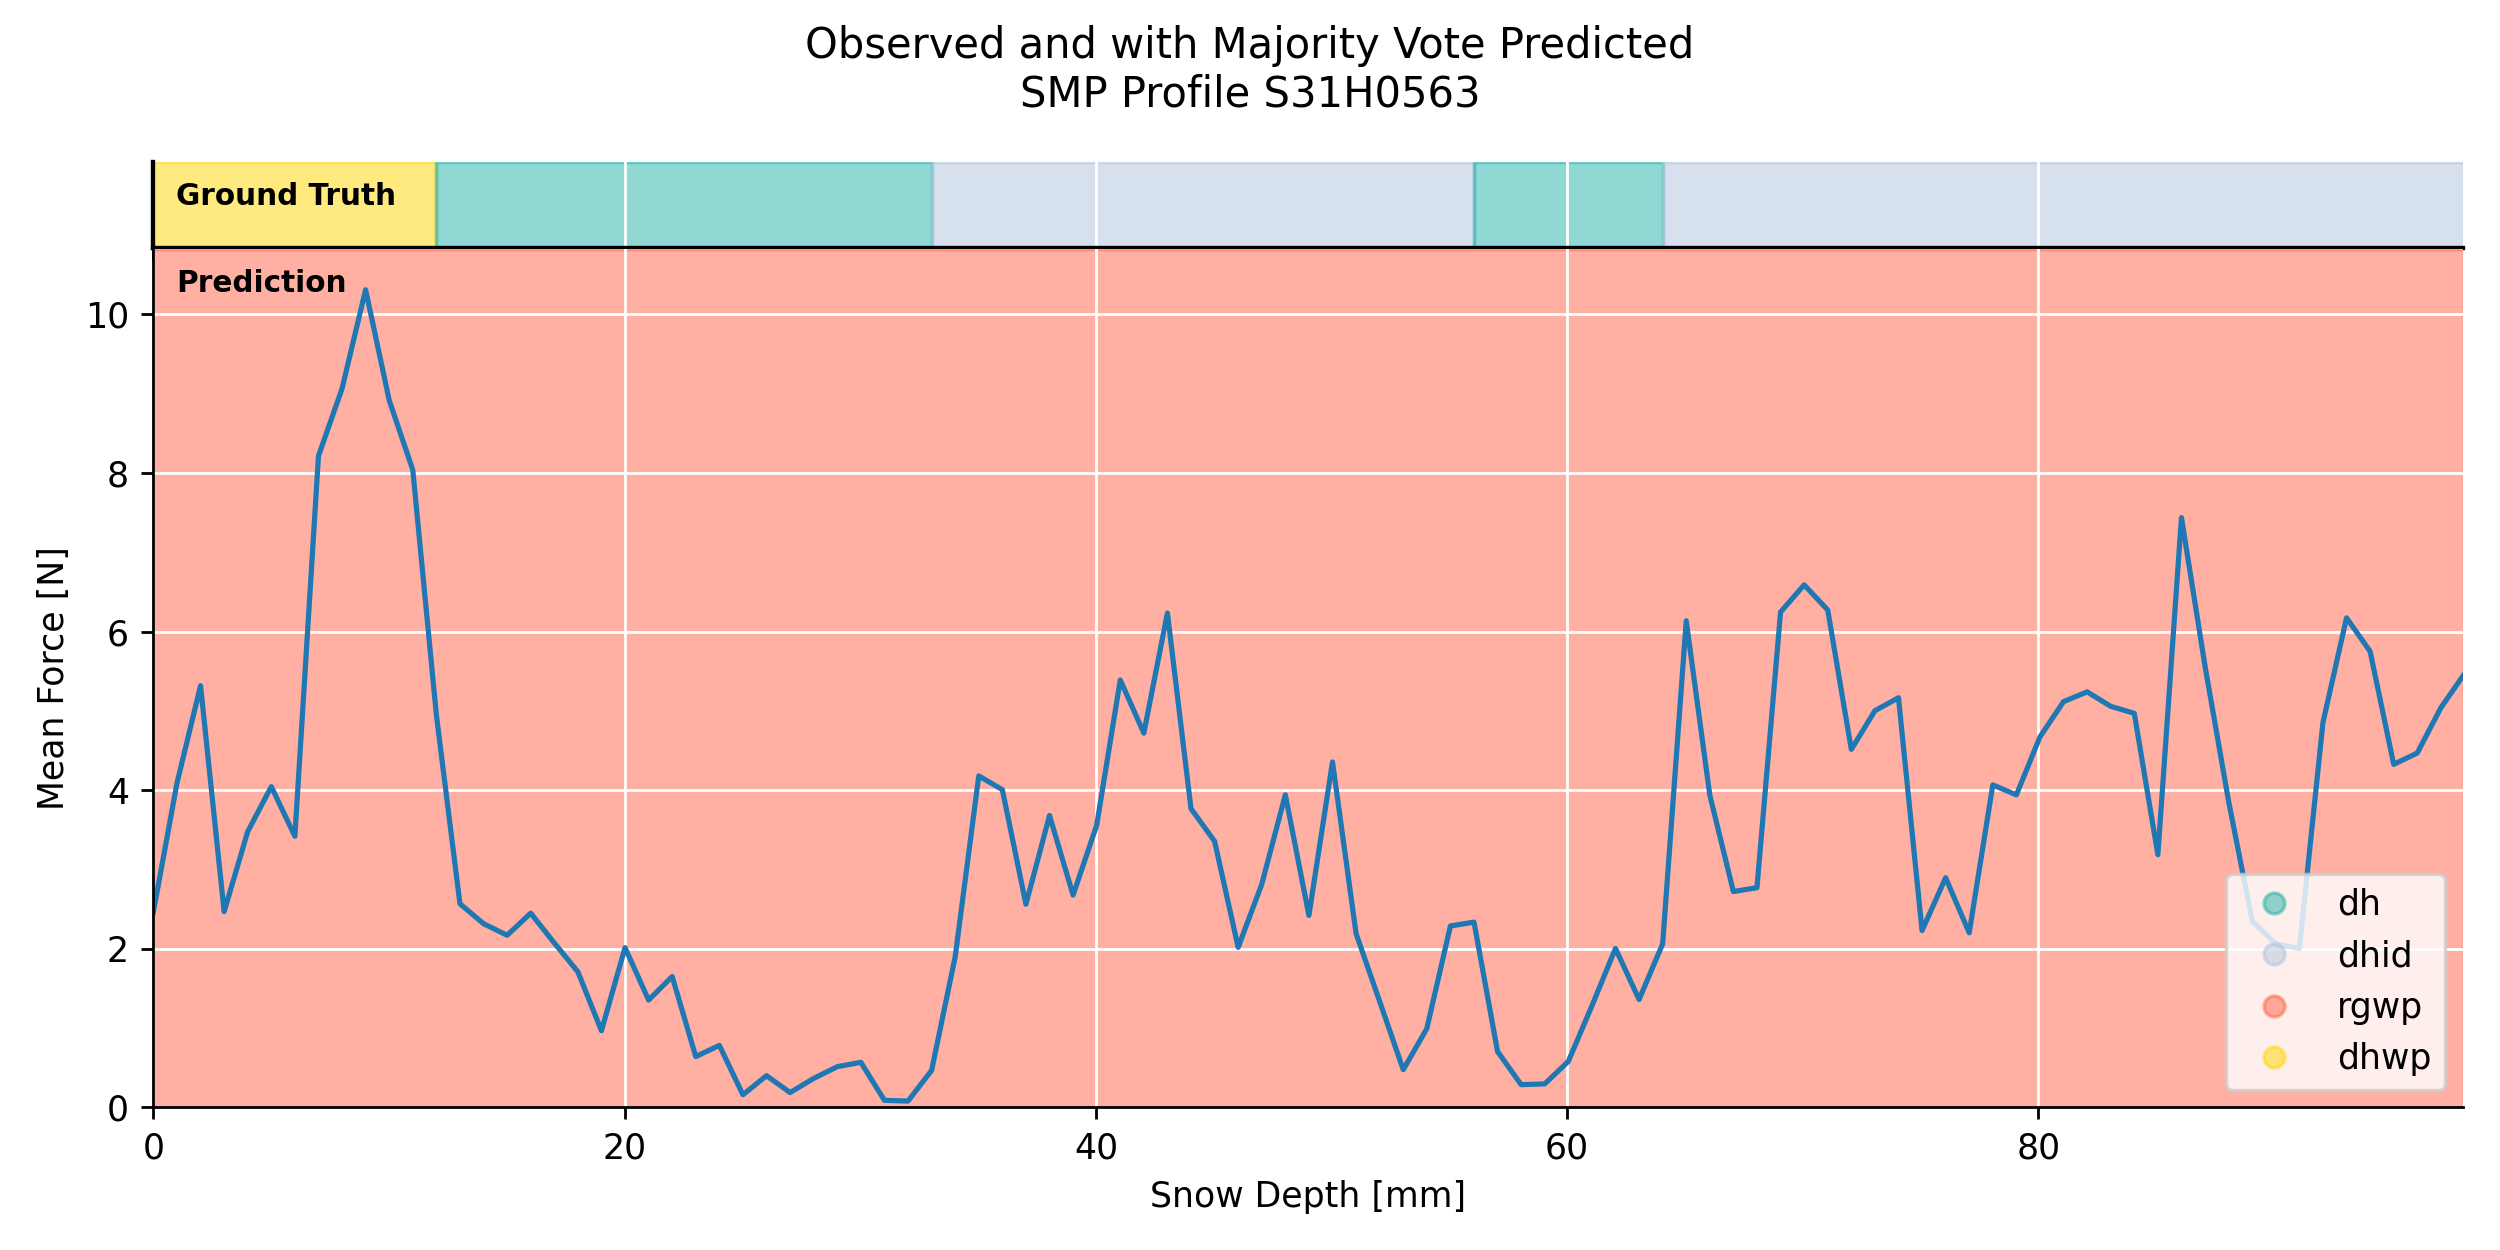 Observed and with Majority Vote Predicted
SMP Profile S31H0563
Ground Truth
Prediction
10
8
6
4
2
0
Mean Force [N]
0 20 40 60 80
Snow Depth [mm]
dh
dhid
rgwp
dhwp